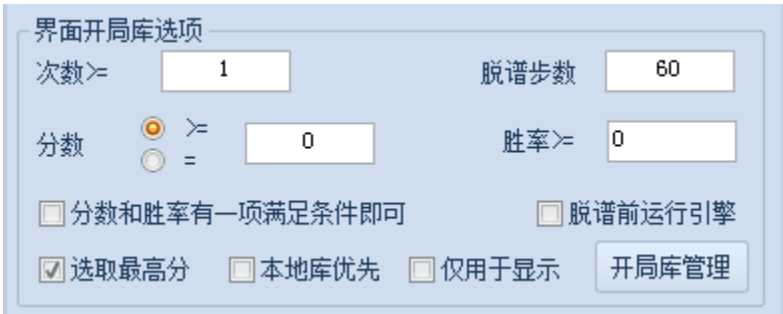 界面开局库选项
次数>= 1 脱谱步数 60
分数 >= 0 胜率>= 0
=
分数和胜率有一项满足条件即可 脱谱前运行引擎
选取最高分 本地库优先 仅用于显示 开局库管理